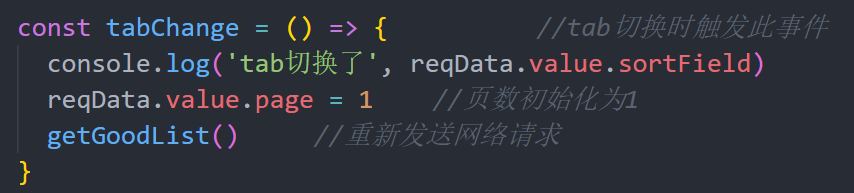 const tabChange = () => { //tab切换时触发此事件
console.log('tab切换了', reqData.value.sortField)
reqData.value.page = 1 //页数初始化为1
getGoodList() //重新发送网络请求
}